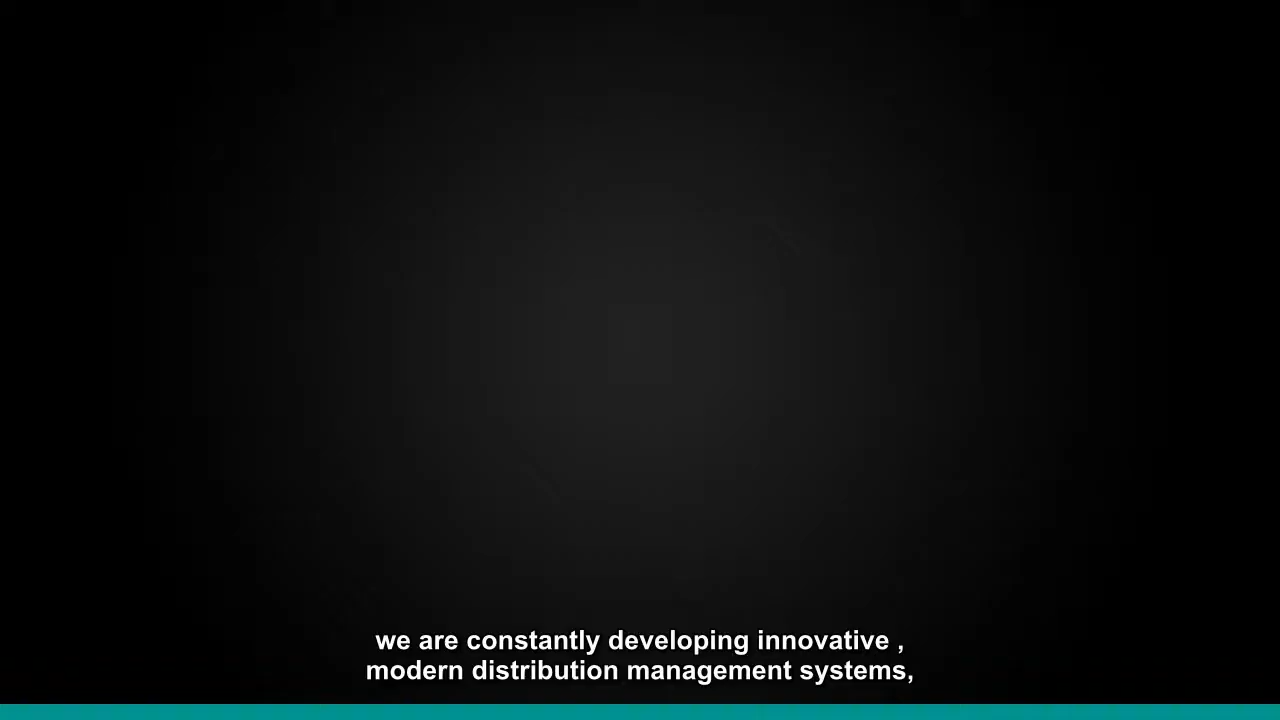 we are constantly developing innovative ,
modern distribution management systems,